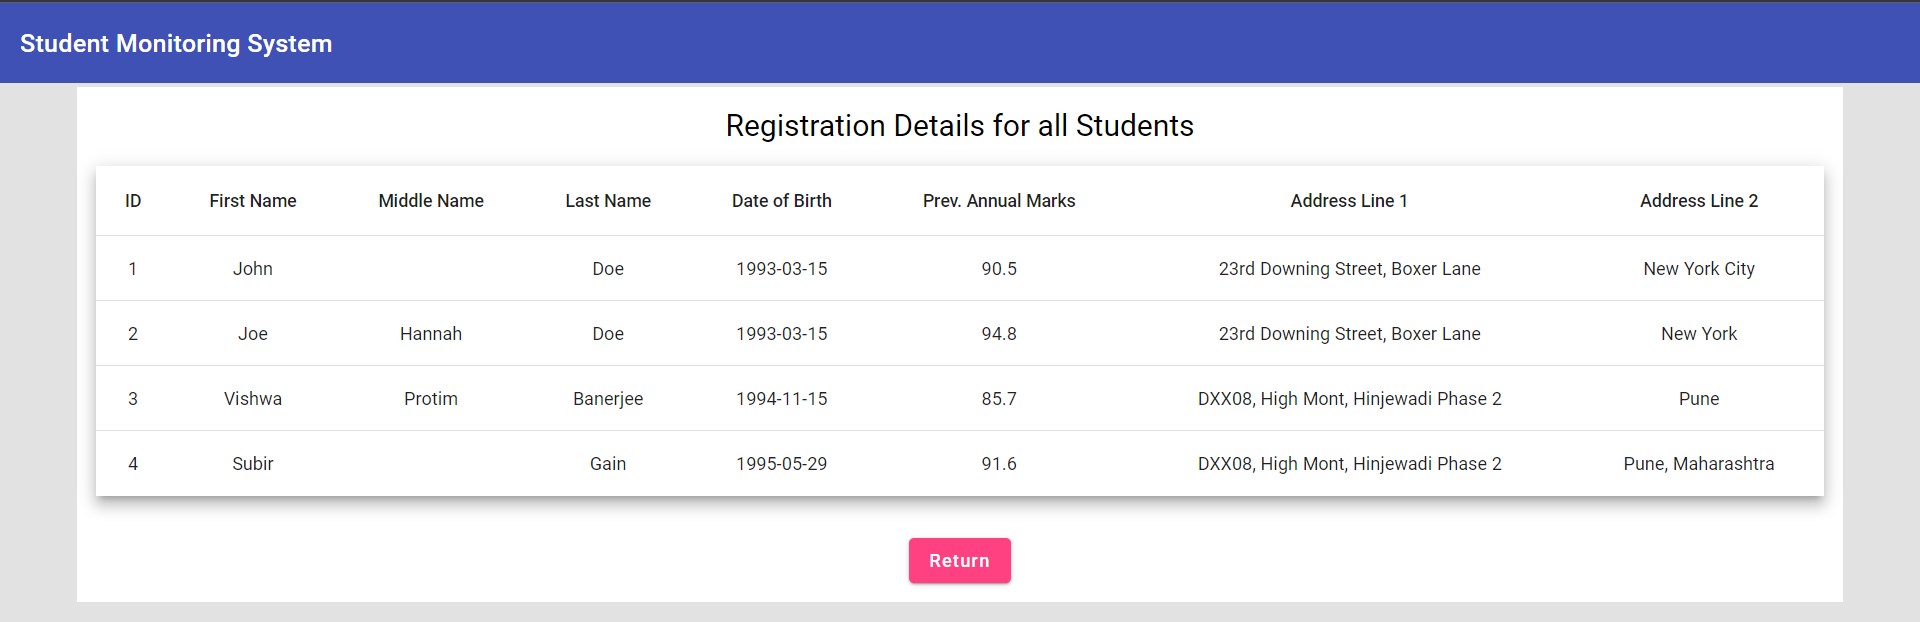 Student Monitoring System
Registration Details for all Students
ID First Name Middle Name Last Name Date of Birth Prev. Annual Marks Address Line 1 Address Line 2
1 John Doe 1993-03-15 90.5 23rd Downing Street, Boxer Lane New York City
2 Joe Hannah Doe 1993-03-15 94.8 23rd Downing Street, Boxer Lane New York
3 Vishwa Protim Banerjee 1994-11-15 85.7 DXX08, High Mont, Hinjewadi Phase 2 Pune
4 Subir Gain 1995-05-29 91.6 DXX08, High Mont, Hinjewadi Phase 2 Pune, Maharashtra
Return